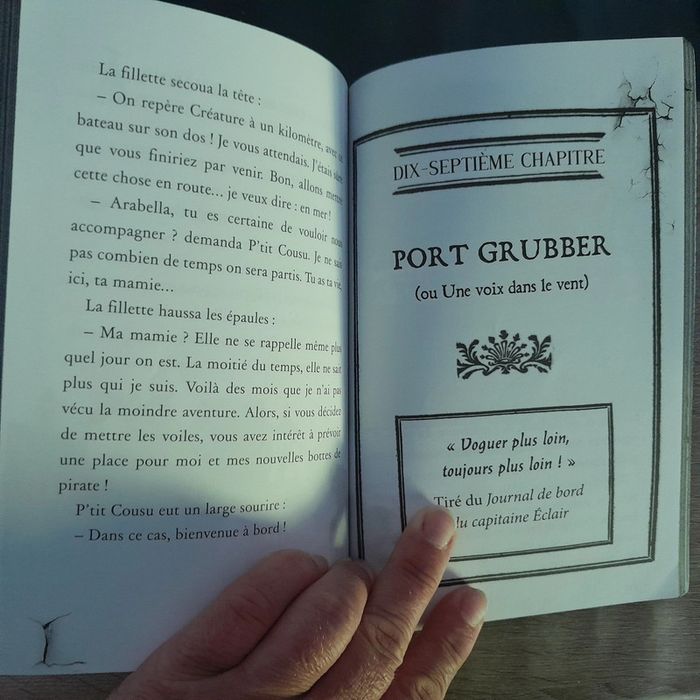 La fillette secoua la tête :
– On repère Créature à un kilomètre, avec
bateau sur son dos ! Je vous attendais. J'étais sûre
que vous finiriez par venir. Bon, allons mettre
cette chose en route... je veux dire : en mer !
– Arabella, tu es certaine de vouloir nous
accompagner ? demanda P'tit Cousu. Je ne sais
pas combien de temps on sera partis. Tu as ta vie,
ici, ta mamie...
La fillette haussa les épaules :
– Ma mamie ? Elle ne se rappelle même plus
quel jour on est. La moitié du temps, elle ne sait
plus qui je suis. Voilà des mois que je n'ai pas
vécu la moindre aventure. Alors, si vous décidez
de mettre les voiles, vous avez intérêt à prévoir
une place pour moi et mes nouvelles bottes de
pirate !
P'tit Cousu eut un large sourire :
– Dans ce cas, bienvenue à bord !
DIX-SEPTIÈME CHAPITRE
PORT GRUBBER
(ou Une voix dans le vent)
« Voguer plus loin,
toujours plus loin ! »
Tiré du Journal de bord
du capitaine Éclair